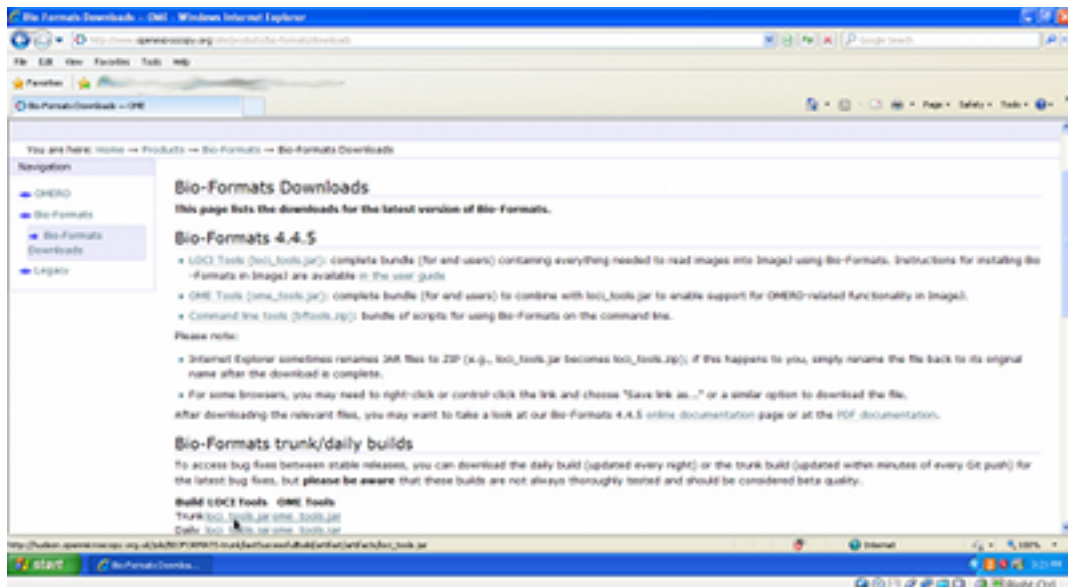 Bio-Formats Downloads — OME - Windows Internet Explorer
File Edit View Favorites Tools Help
Favorites
Bio-Formats Downloads — OME
Page Safety Tools
You are here: Home → Products → Bio-Formats → Bio-Formats Downloads
Navigation
OMERO
Bio-Formats
Bio-Formats
Downloads
Legacy
Bio-Formats Downloads
This page lists the downloads for the latest version of Bio-Formats.
Bio-Formats 4.4.5
LOCI Tools (loci_tools.jar): complete bundle (for end users) containing everything needed to read images into ImageJ using Bio-Formats. Instructions for installing Bio
-Formats in ImageJ are available in the user guide
OME Tools (ome_tools.jar): complete bundle (for end users) to combine with loci_tools.jar to enable support for OMERO-related functionality in ImageJ.
Command line tools (bftools.zip): bundle of scripts for using Bio-Formats on the command line.
Please note:
Internet Explorer sometimes renames JAR files to ZIP (e.g., loci_tools.jar becomes loci_tools.zip); if this happens to you, simply rename the file back to its original
name after the download is complete.
For some browsers, you may need to right-click or control-click the link and choose "Save link as..." or a similar option to download the file.
After downloading the relevant files, you may want to take a look at our Bio-Formats 4.4.5 online documentation page or at the PDF documentation.
Bio-Formats trunk/daily builds
To access bug fixes between stable releases, you can download the daily build (updated every night) or the trunk build (updated within minutes of every Git push) for
the latest bug fixes, but please be aware that these builds are not always thoroughly tested and should be considered beta quality.
Build LOCI Tools OME Tools
Trunk loci_tools.jar ome_tools.jar
Daily loci_tools.jar ome_tools.jar
Internet
100%
start
Bio-Formats Downloa...
3:21 PM
Right Ctrl